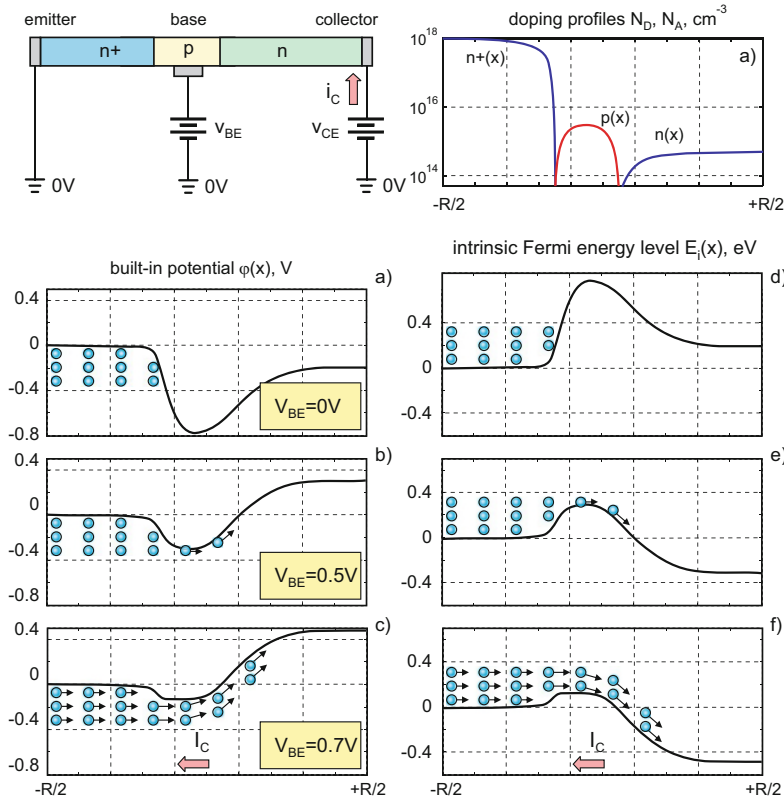 emitter base collector
n+ p n
i_C
v_BE v_CE
0V 0V 0V
doping profiles N_D, N_A, cm^-3
10^18
n+(x) a)
10^16
p(x)
n(x)
10^14
-R/2 +R/2
built-in potential φ(x), V
a)
0.4
0
-0.4
V_BE=0V
-0.8
b)
0
-0.4
V_BE=0.5V
-0.8
c)
0.4
0
-0.4
I_C
V_BE=0.7V
-0.8
-R/2 +R/2
intrinsic Fermi energy level E_i(x), eV
d)
0.4
0
-0.4
e)
0.4
0
-0.4
f)
0.4
0
I_C
0.4
-R/2 +R/2